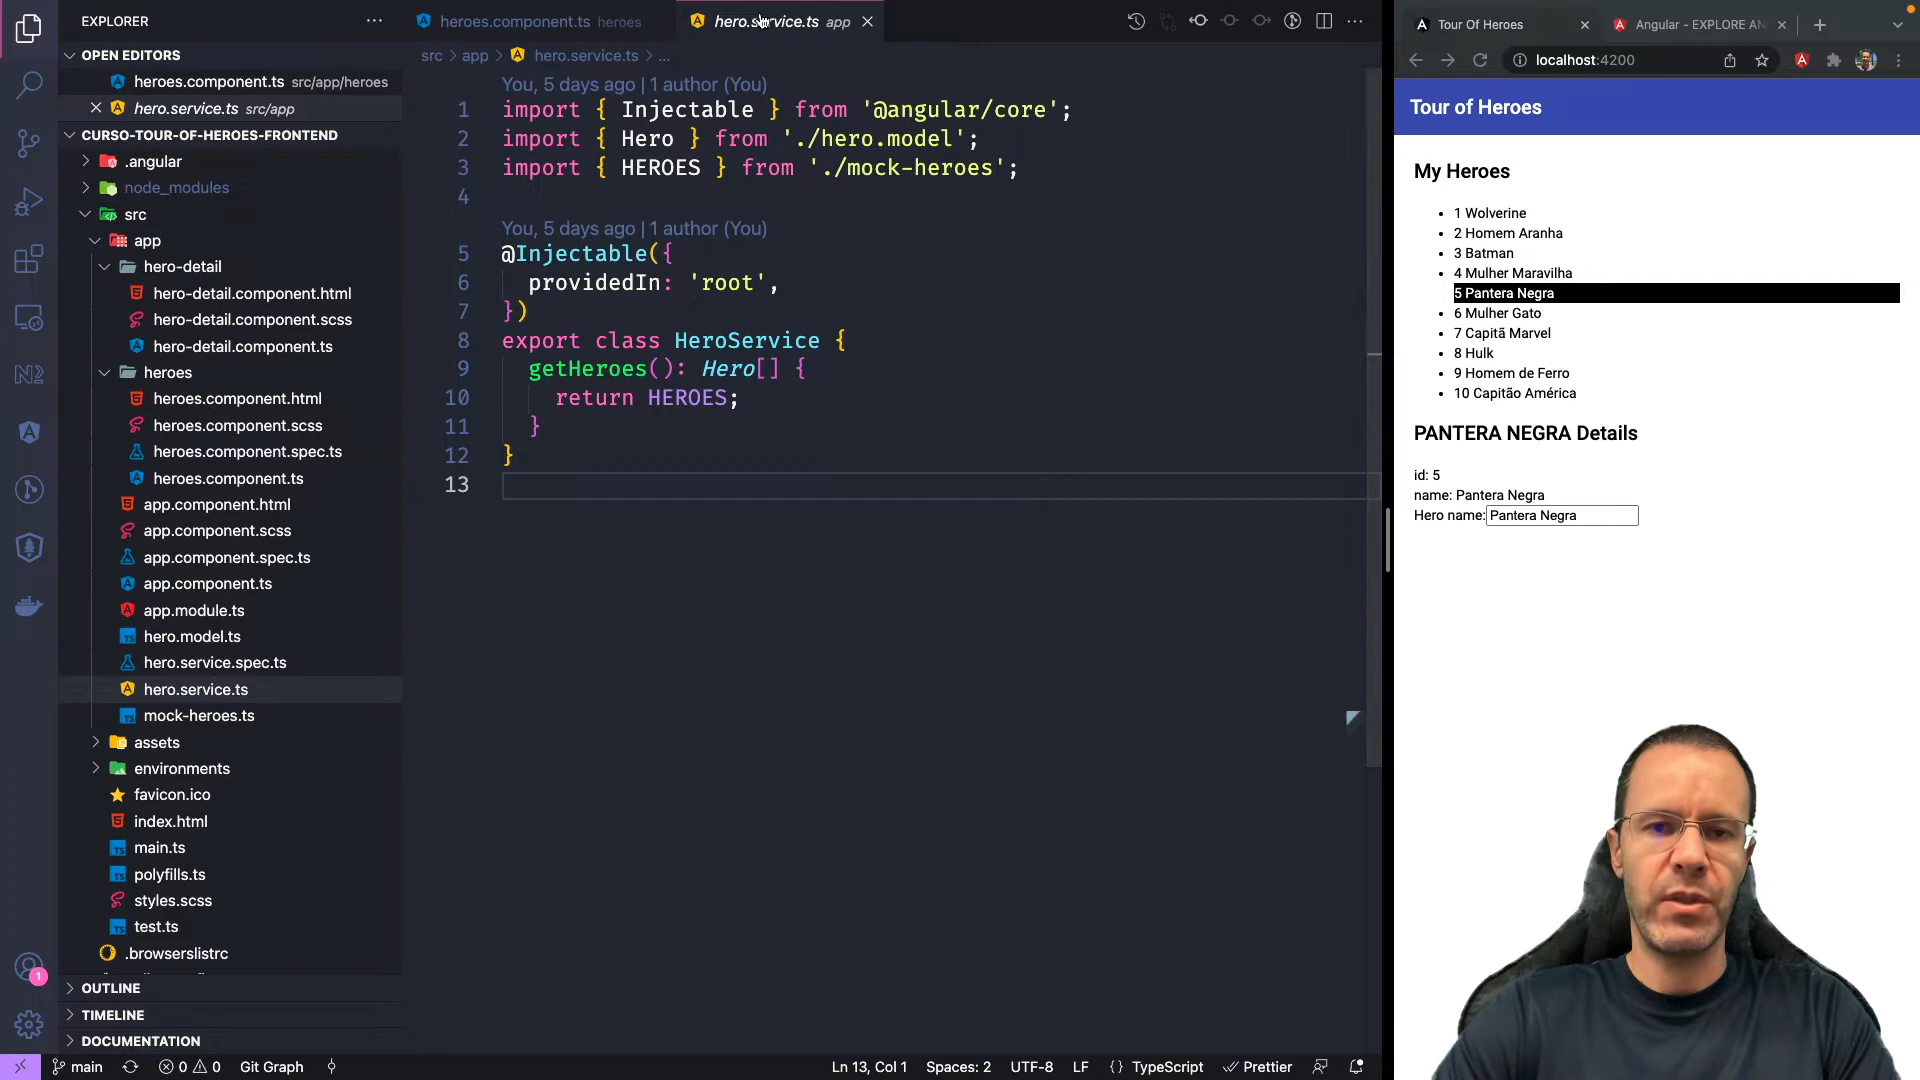 EXPLORER
OPEN EDITORS
heroes.component.ts src/app/heroes
hero.service.ts src/app
CURSO-TOUR-OF-HEROES-FRONTEND
.angular
node_modules
src
app
hero-detail
hero-detail.component.html
hero-detail.component.scss
hero-detail.component.ts
heroes
heroes.component.html
heroes.component.scss
heroes.component.spec.ts
heroes.component.ts
app.component.html
app.component.scss
app.component.spec.ts
app.component.ts
app.module.ts
hero.model.ts
hero.service.spec.ts
hero.service.ts
mock-heroes.ts
assets
environments
favicon.ico
index.html
main.ts
polyfills.ts
styles.scss
test.ts
.browserslistrc
OUTLINE
TIMELINE
DOCUMENTATION
1
heroes.component.ts heroes
hero.service.ts app
src > app > hero.service.ts > ...
You, 5 days ago | 1 author (You)
1 import { Injectable } from '@angular/core';
2 import { Hero } from './hero.model';
3 import { HEROES } from './mock-heroes';
4
You, 5 days ago | 1 author (You)
5 @Injectable({
6 providedIn: 'root',
7 })
8 export class HeroService {
9 getHeroes(): Hero[] {
10 return HEROES;
11 }
12 }
13
main 0 0 Git Graph
Ln 13, Col 1 Spaces: 2 UTF-8 LF {} TypeScript Prettier
Tour Of Heroes
Angular - EXPLORE AN
localhost:4200
Tour of Heroes
My Heroes
1 Wolverine
2 Homem Aranha
3 Batman
4 Mulher Maravilha
5 Pantera Negra
6 Mulher Gato
7 Capitã Marvel
8 Hulk
9 Homem de Ferro
10 Capitão América
PANTERA NEGRA Details
id: 5
name: Pantera Negra
Hero name: Pantera Negra